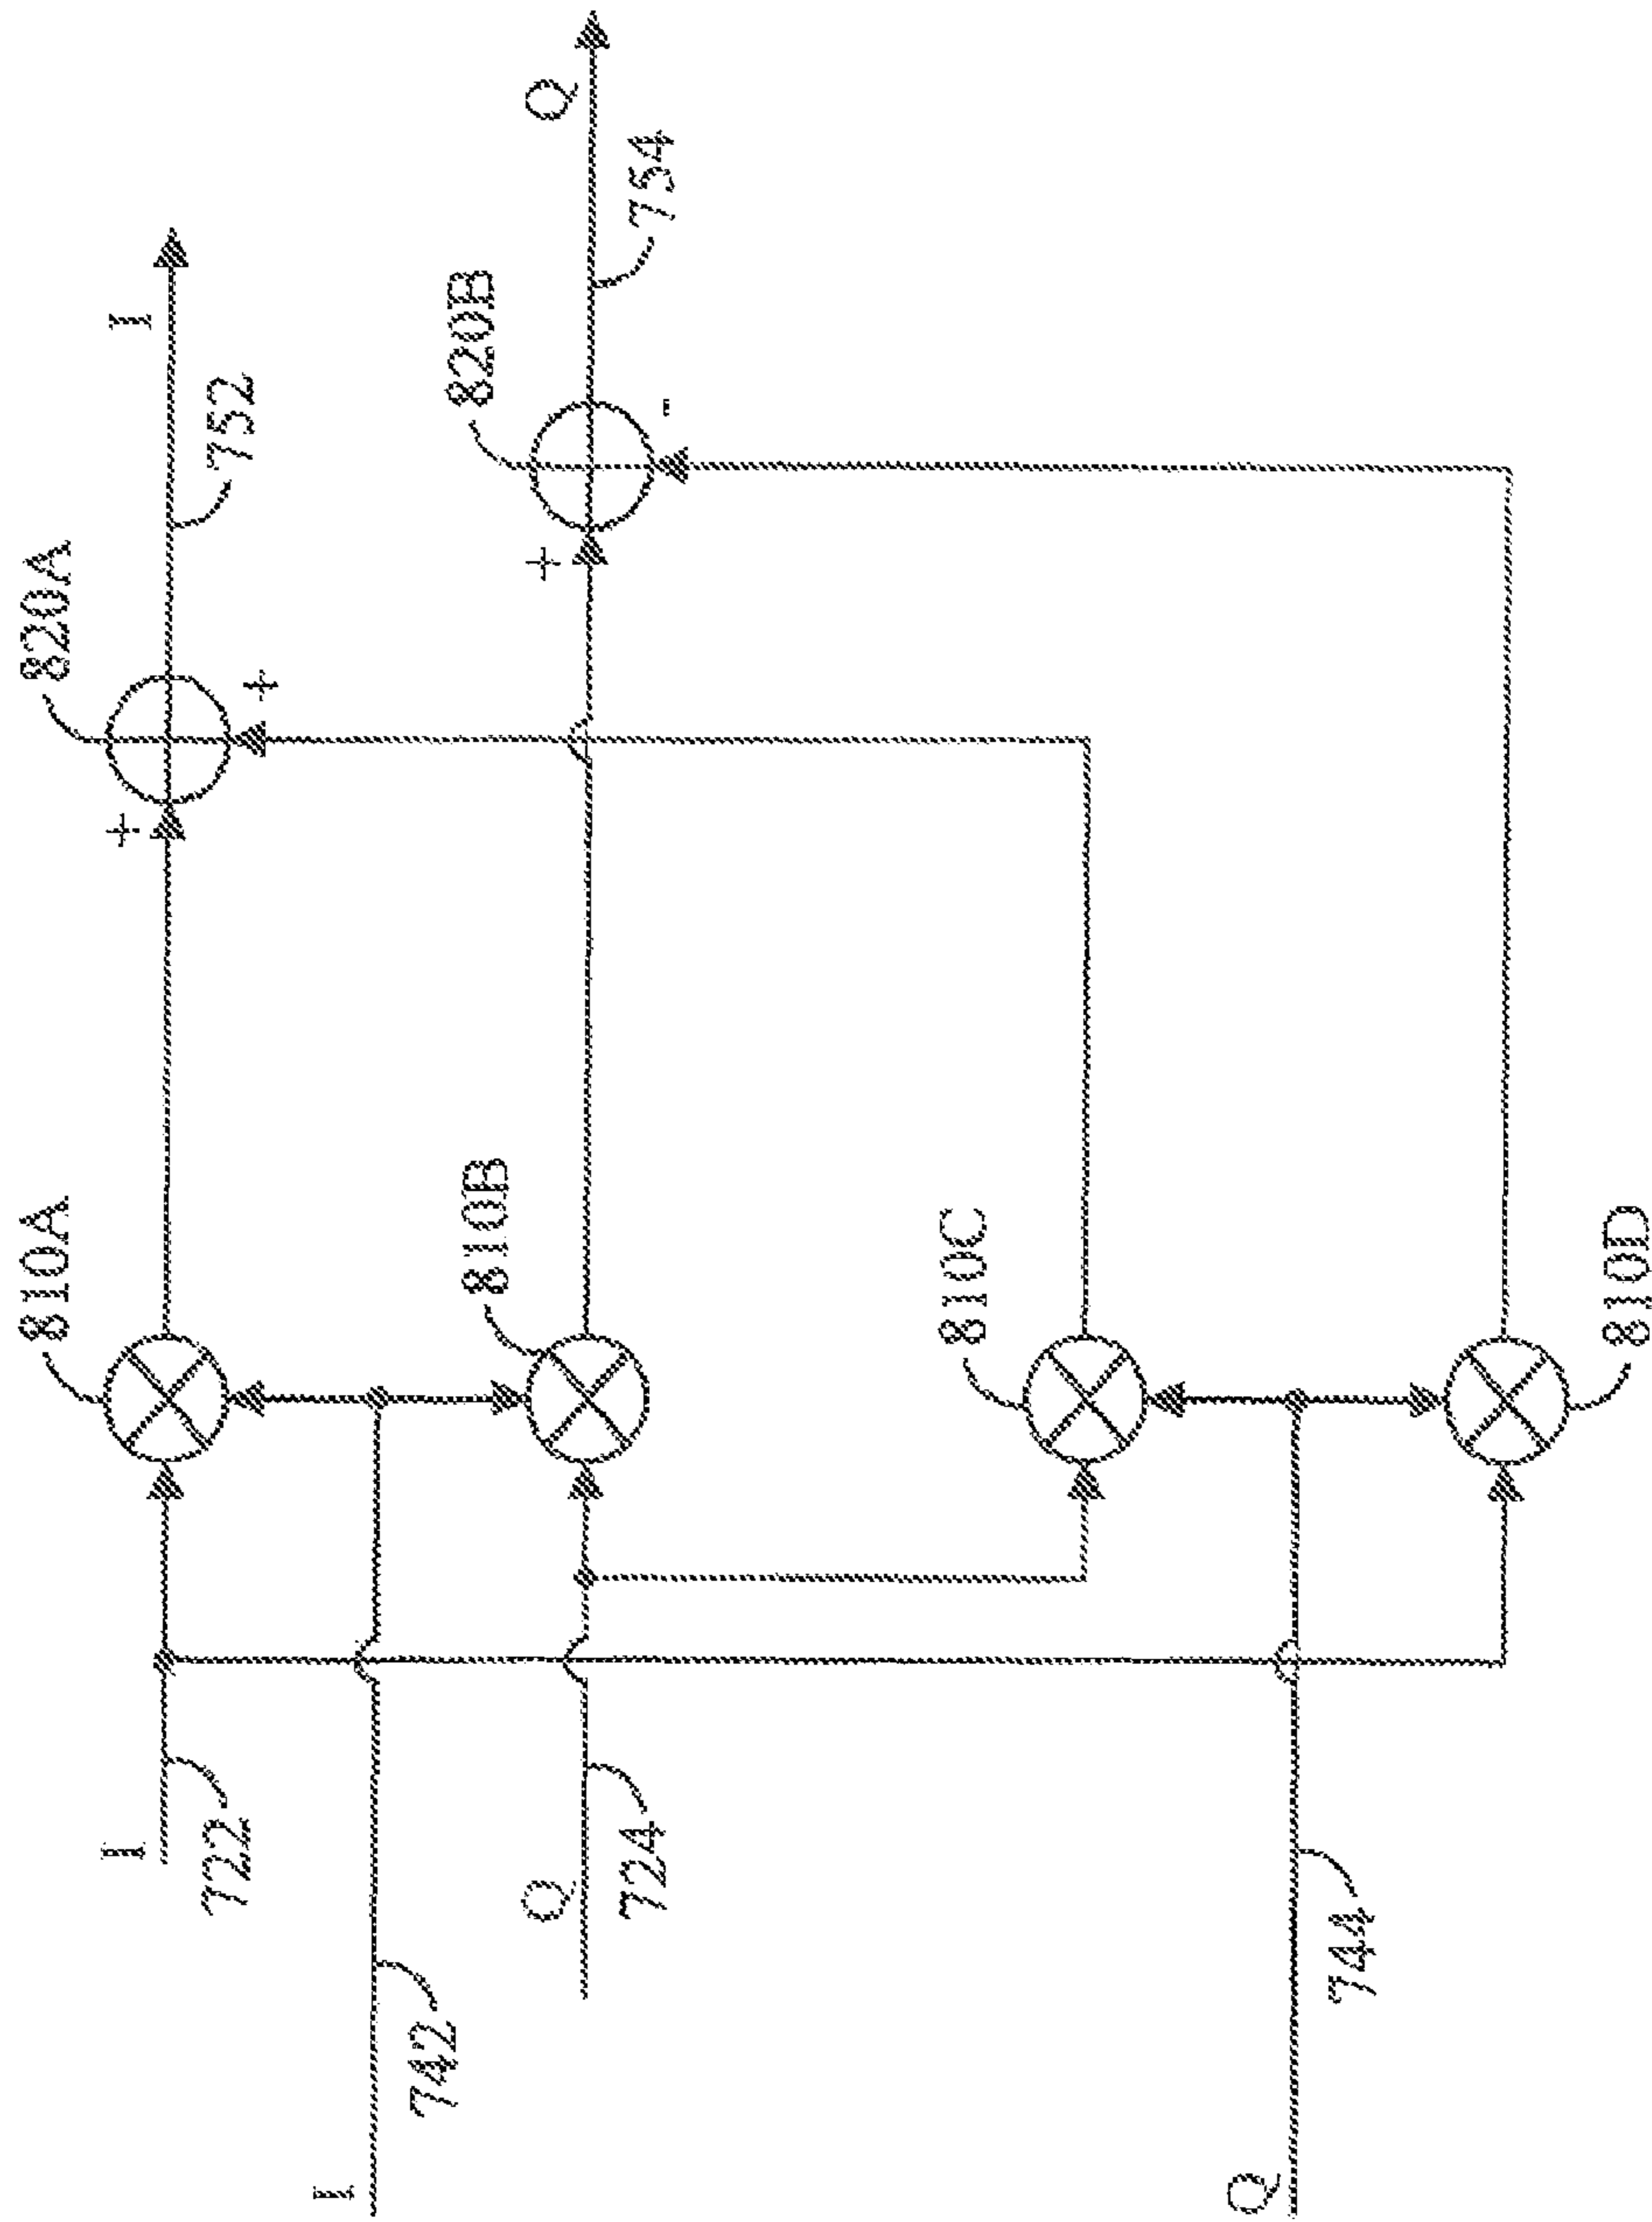 I
722
I
742
Q
724
Q
744
810A
810B
810C
810D
820A
+
+
820B
+
-
752
I
754
Q